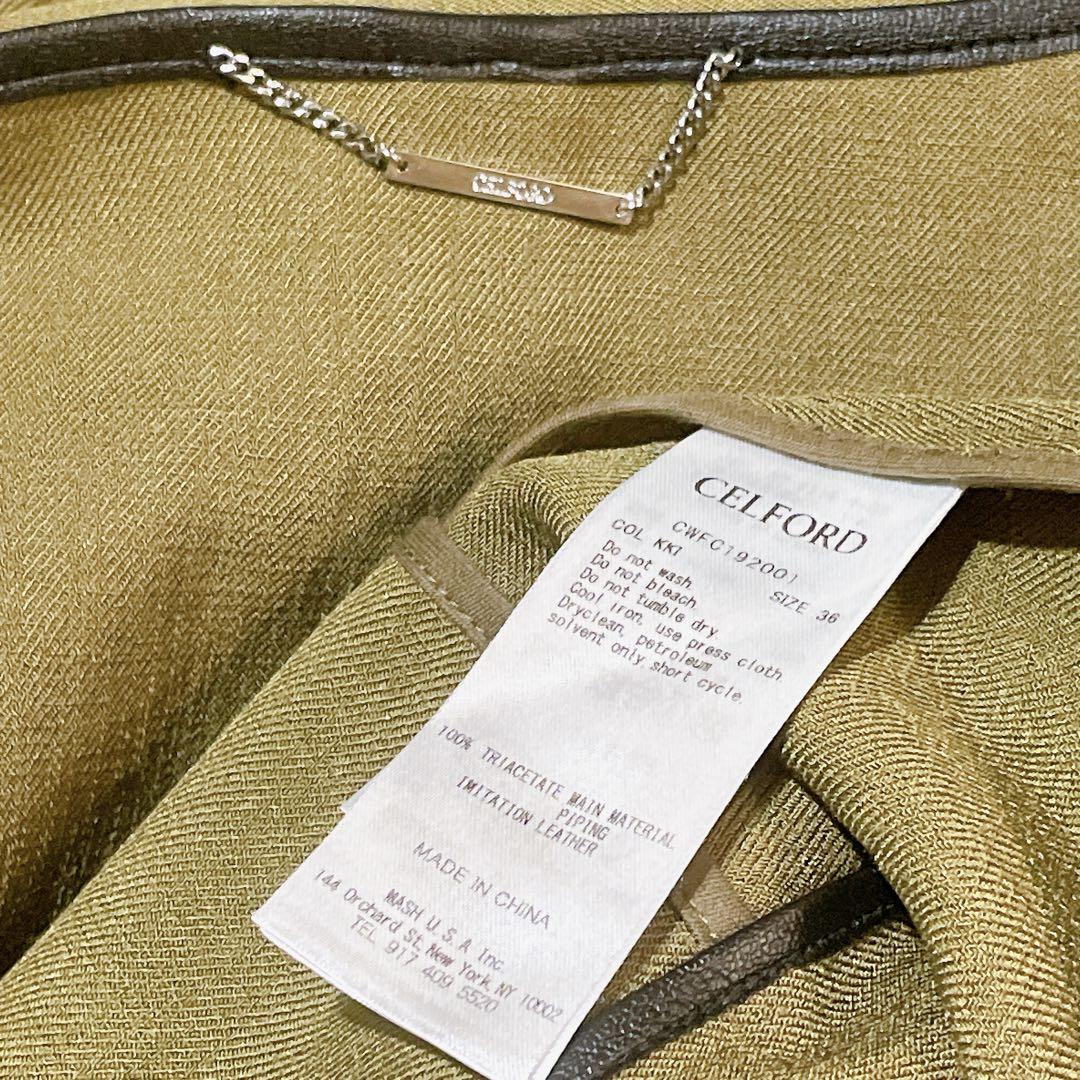 CELFORD
CELFORD
CWFC192001
COL KKI SIZE 36
Do not wash.
Do not bleach.
Do not tumble dry.
Cool iron, use press cloth.
Dryclean, petroleum
solvent only. short cycle.
100% TRIACETATE MAIN MATERIAL
PIPING
IMITATION LEATHER
MADE IN CHINA
MASH U.S.A Inc.
144 Orchard St, New York, NY 10002
TEL 917 409 5520